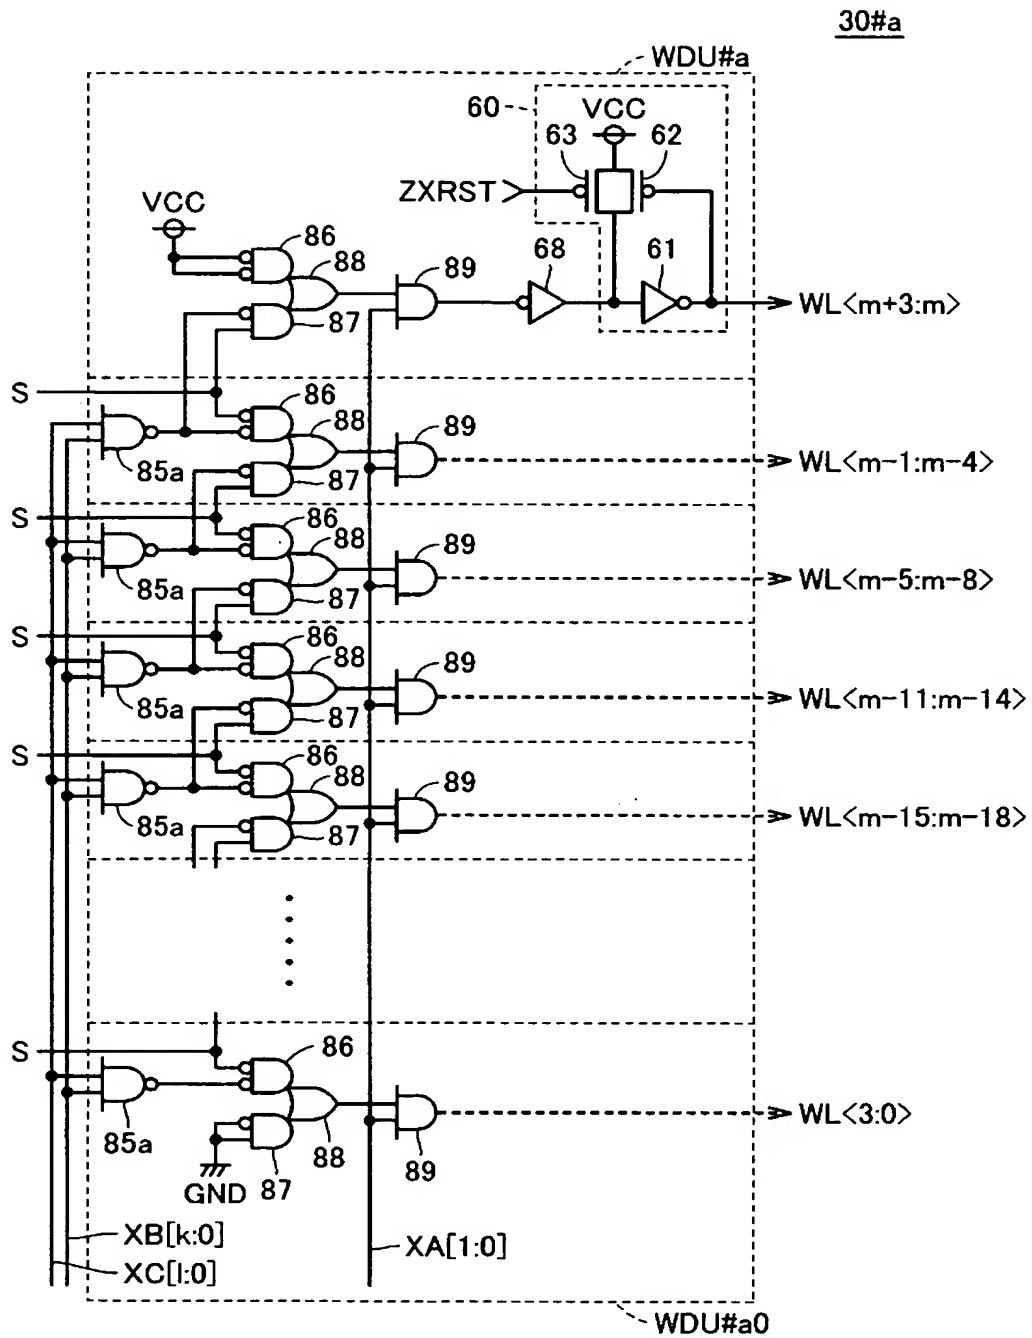 30#a
WDU#a
60
VCC
63
62
ZXRST
VCC
86
88
89
68
61
87
WL<m+3:m>
S
86
88
89
85a
87
WL<m-1:m-4>
S
86
88
89
85a
87
WL<m-5:m-8>
S
86
88
89
85a
87
WL<m-11:m-14>
S
86
88
89
85a
87
WL<m-15:m-18>
S
86
85a
88
89
WL<3:0>
GND
87
XB[k:0]
XA[1:0]
XC[l:0]
WDU#a0